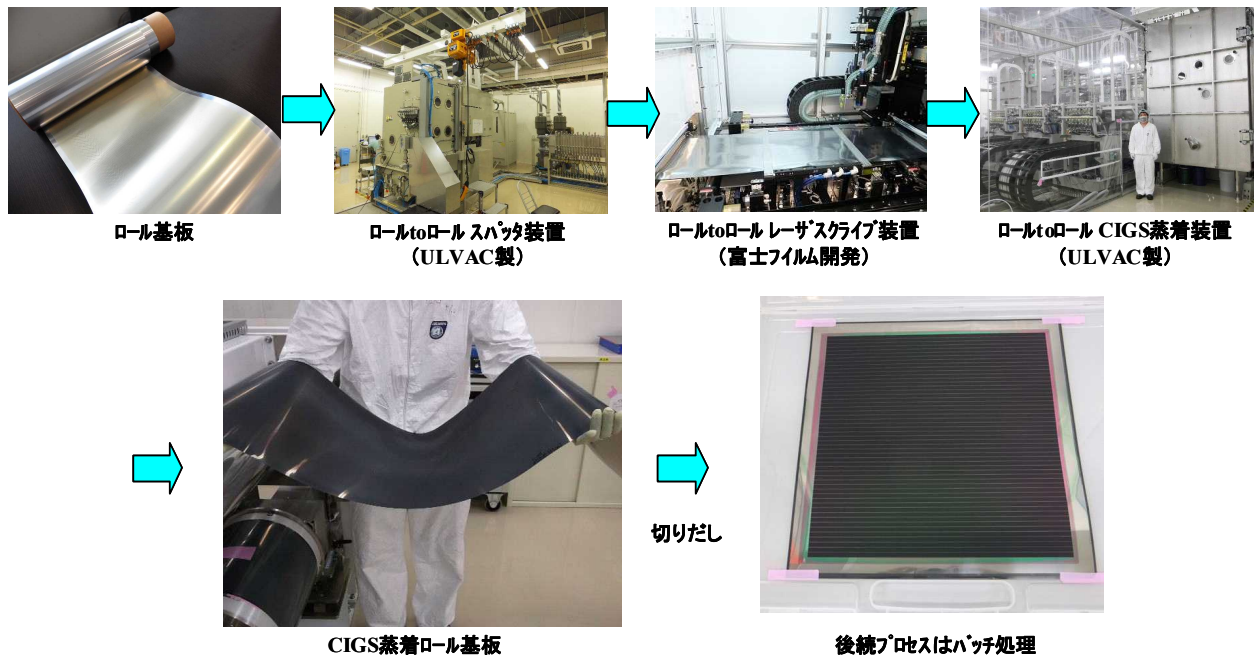 ロール基板
ロールtoロール スパッタ装置
（ULVAC製）
ロールtoロール レーザスクライブ装置
（富士フイルム開発）
ロールtoロール CIGS蒸着装置
（ULVAC製）
切りだし
CIGS蒸着ロール基板
後続プロセスはバッチ処理